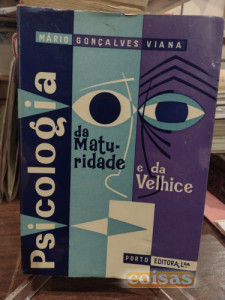 MÁRIO GONÇALVES VIANA
Psicologia
da Matu-
ridade
e da
Velhice
PORTO EDITORA, L.DA
coisas